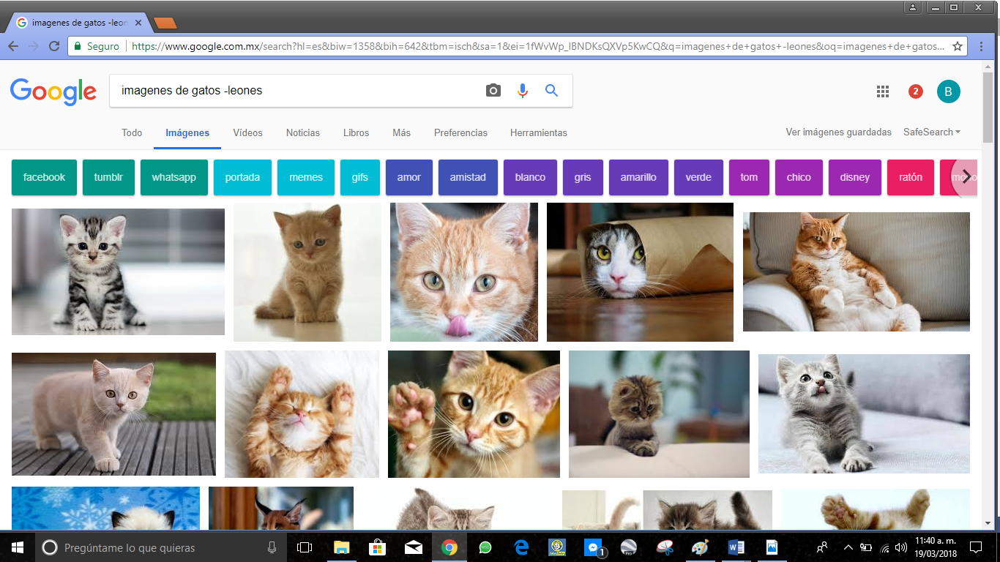 imagenes de gatos -leon
Seguro https://www.google.com.mx/search?hl=es&biw=1358&bih=642&tbm=isch&sa=1&ei=1fWvWp_IBNDKsQXVp5KwCQ&q=imagenes+de+gatos+-leones&oq=imagenes+de+gatos...
Google imagenes de gatos -leones 2 B
Todo Imágenes Vídeos Noticias Libros Más Preferencias Herramientas Ver imágenes guardadas SafeSearch
facebook tumblr whatsapp portada memes gifs amor amistad blanco gris amarillo verde tom chico disney ratón
Pregúntame lo que quieras 1 11:40 a. m.
19/03/2018